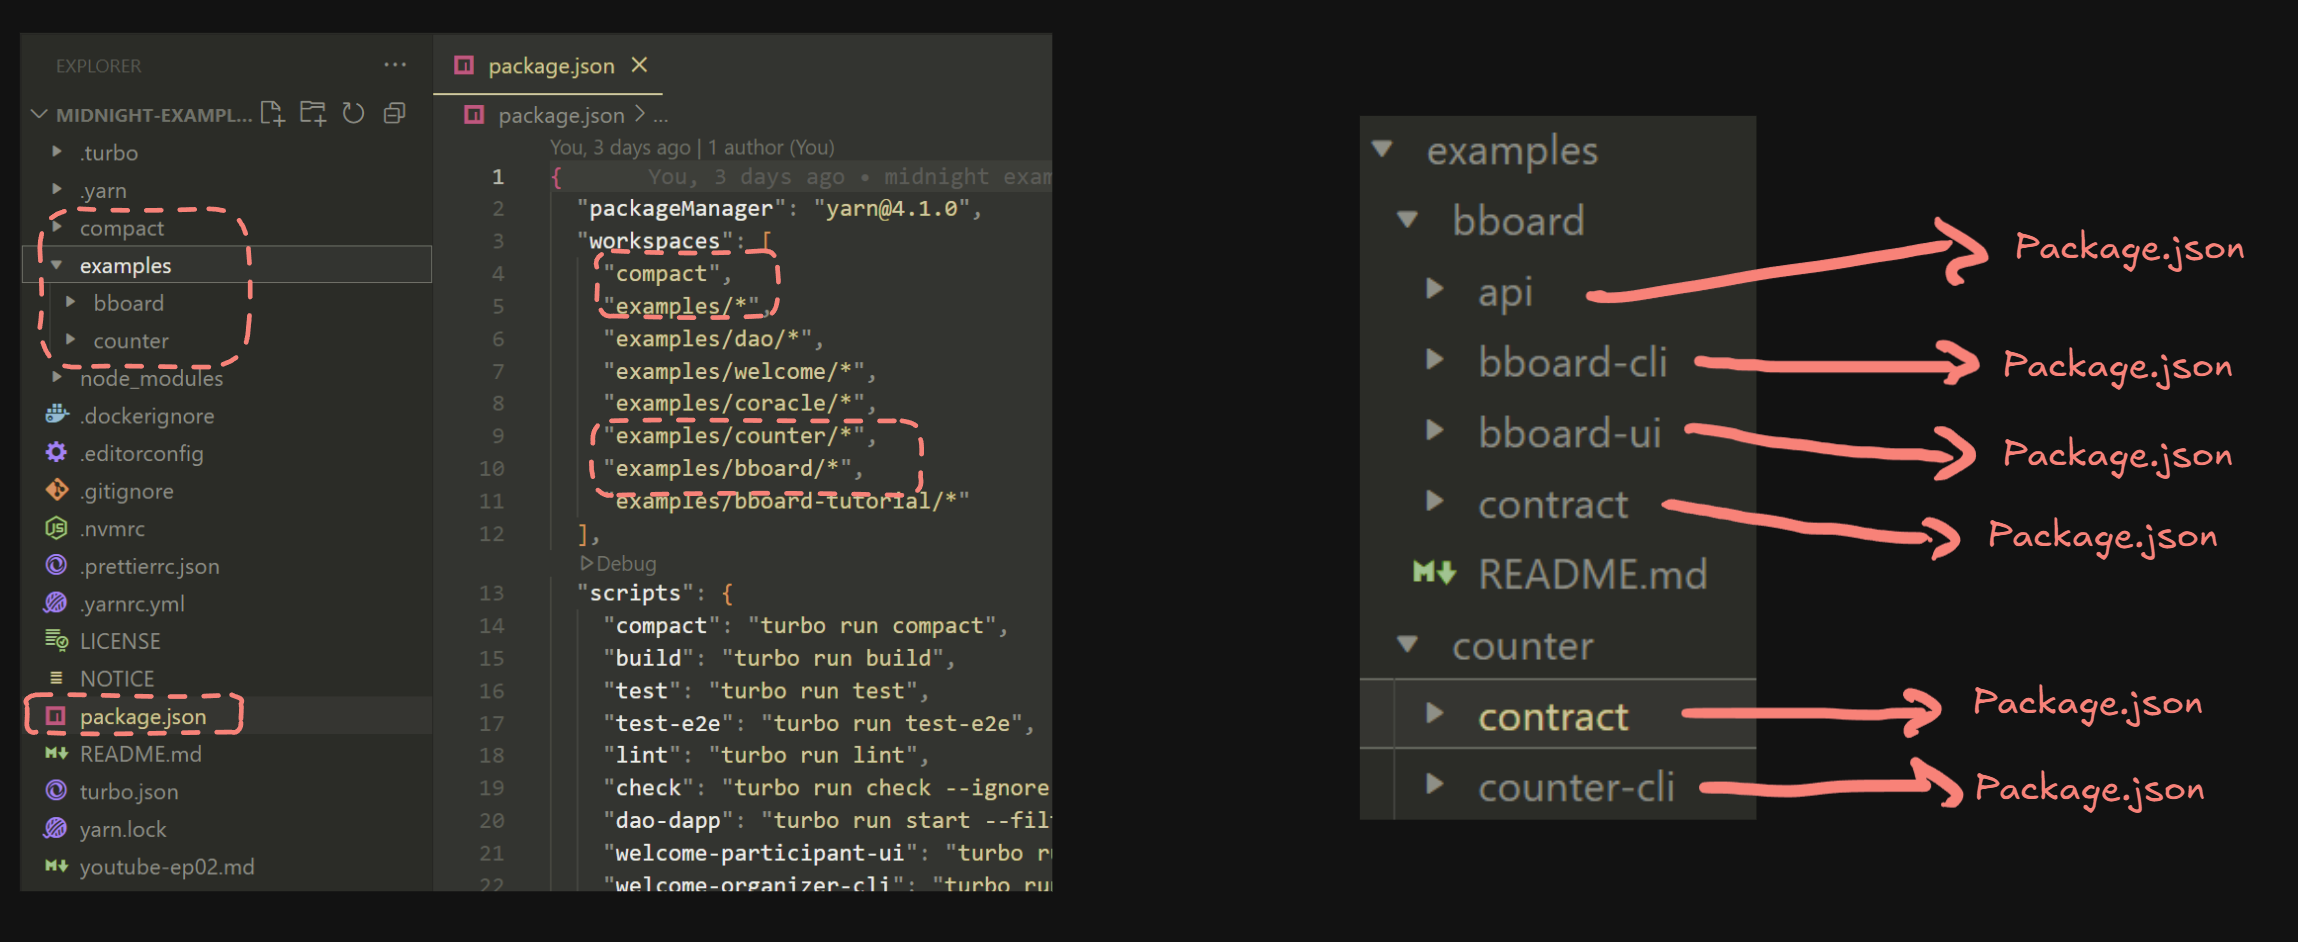 EXPLORER
MIDNIGHT-EXAMPL...
.turbo
.yarn
compact
examples
bboard
counter
node_modules
.dockerignore
.editorconfig
.gitignore
.nvmrc
.prettierrc.json
.yarnrc.yml
LICENSE
NOTICE
package.json
README.md
turbo.json
yarn.lock
youtube-ep02.md
package.json
package.json > ...
You, 3 days ago | 1 author (You)
1 { You, 3 days ago • midnight exam
2 "packageManager": "yarn@4.1.0",
3 "workspaces": [
4 "compact",
5 "examples/*",
6 "examples/dao/*",
7 "examples/welcome/*",
8 "examples/coracle/*",
9 "examples/counter/*",
10 "examples/bboard/*",
11 "examples/bboard-tutorial/*"
12 ],
Debug
13 "scripts": {
14 "compact": "turbo run compact",
15 "build": "turbo run build",
16 "test": "turbo run test",
17 "test-e2e": "turbo run test-e2e",
18 "lint": "turbo run lint",
19 "check": "turbo run check --ignore
20 "dao-dapp": "turbo run start --fil
21 "welcome-participant-ui": "turbo r
22 "welcome-organizer-cli": "turbo ru
examples
bboard
api Package.json
bboard-cli Package.json
bboard-ui Package.json
contract Package.json
README.md
counter
contract Package.json
counter-cli Package.json